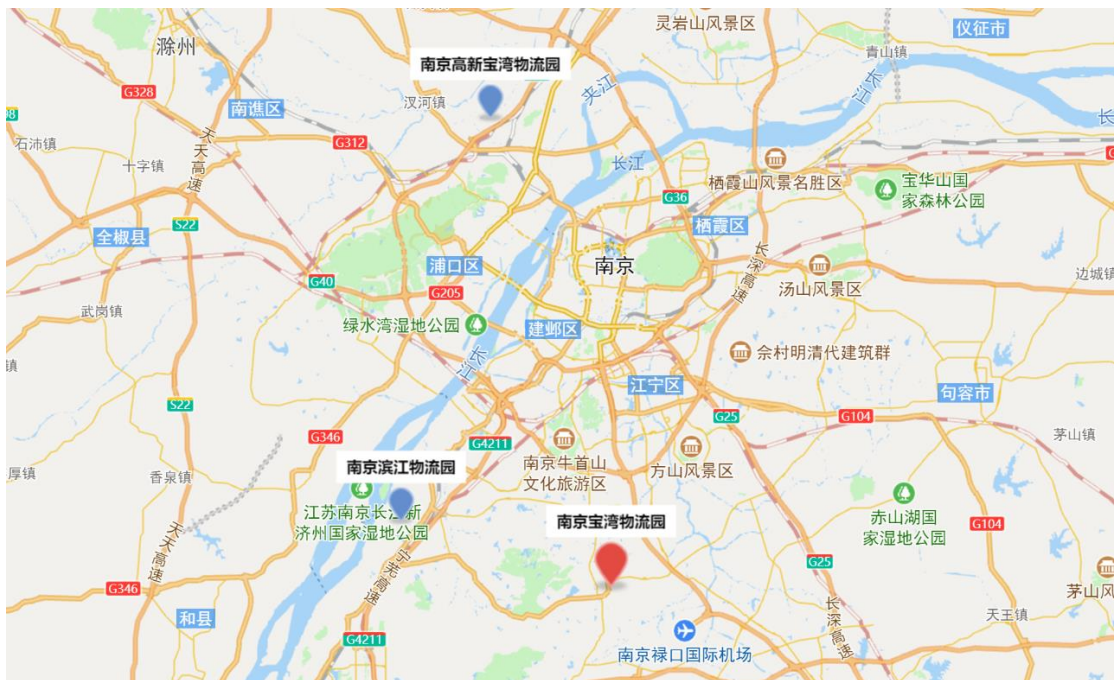 灵岩山风景区
仪征市
滁州
青山镇
南京高新宝湾物流园
夹江
长江
G328
汊河镇
南谯区
石沛镇
天天高速
G312
长江
十字镇
栖霞山风景名胜区
宝华山国
家森林公园
G36
S22
全椒县
栖霞区
长深高速
浦口区
南京
汤山风景区
边城镇
G40
G205
武岗镇
绿水湾湿地公园
建邺区
长江
佘村明清代建筑群
江宁区
句容市
S22
G25
G104
G346
G4211
茅山镇
南京牛首山
文化旅游区
方山风景区
南京滨江物流园
厚镇
香泉镇
江苏南京长江新
济州国家湿地公园
南京宝湾物流园
赤山湖国
家湿地公园
G104
天天高速
宁芜高速
G25
G346
茅山风
和县
长深高速
天王镇
G4211
南京禄口国际机场